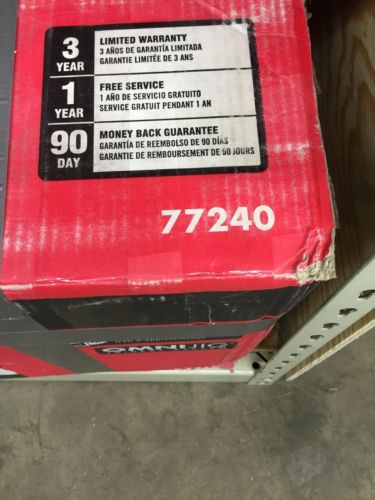 3 YEAR
LIMITED WARRANTY
3 AÑOS DE GARANTÍA LIMITADA
GARANTIE LIMITÉE DE 3 ANS
1 YEAR
FREE SERVICE
1 AÑO DE SERVICIO GRATUITO
SERVICE GRATUIT PENDANT 1 AN
90 DAY
MONEY BACK GUARANTEE
GARANTÍA DE REEMBOLSO DE 90 DÍAS
GARANTIE DE REMBOURSEMENT DE 90 JOURS
77240